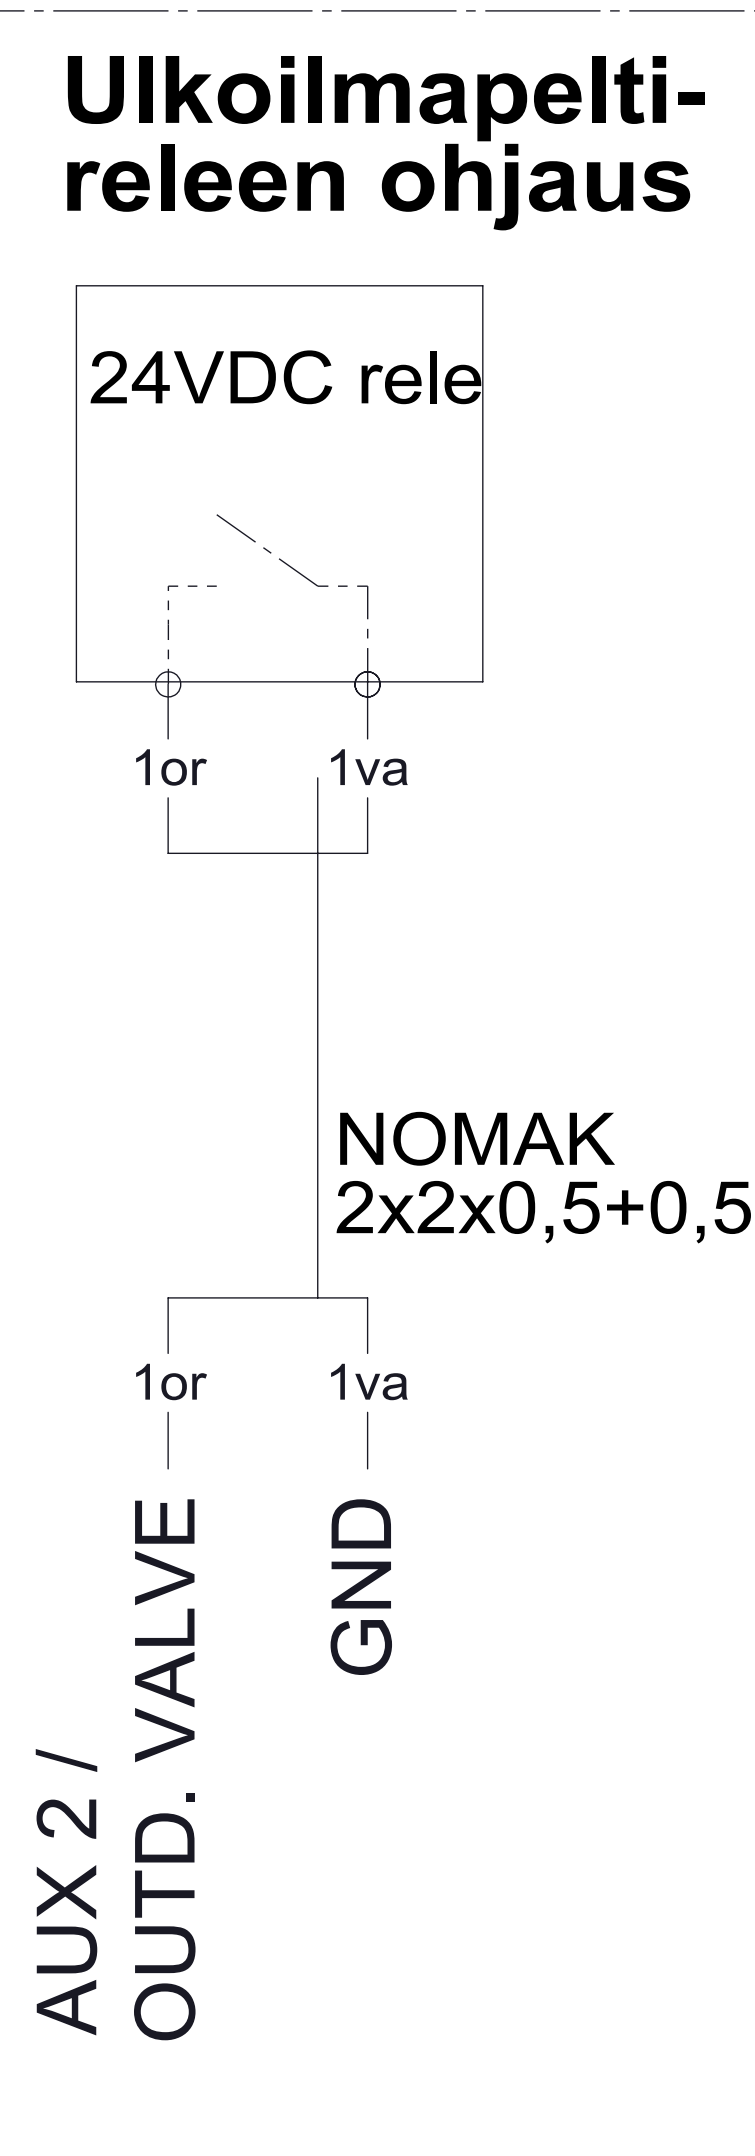 Ulkoilmapelti-
releen ohjaus
24VDC rele
1or
1va
NOMAK
2x2x0,5+0,5
1or
1va
AUX 2 /
OUTD. VALVE
GND